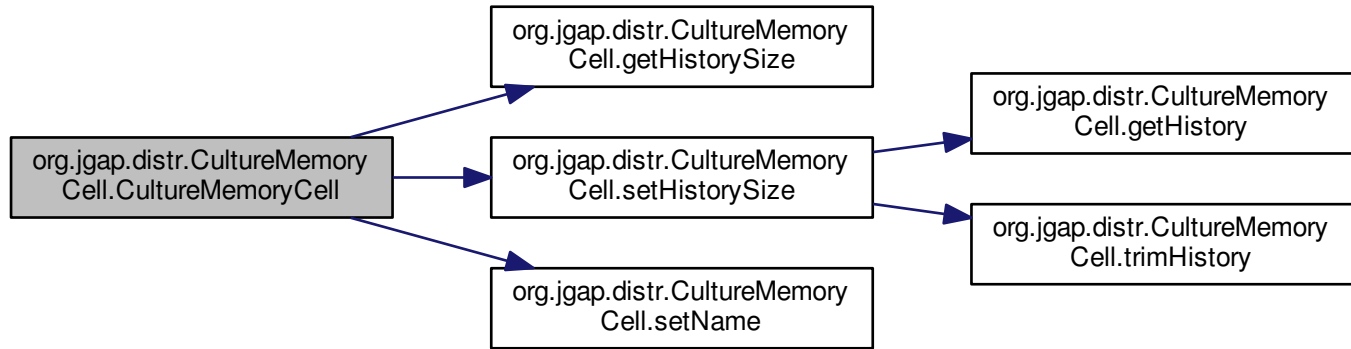 org.jgap.distr.CultureMemory
Cell.CultureMemoryCell
org.jgap.distr.CultureMemory
Cell.getHistorySize
org.jgap.distr.CultureMemory
Cell.setHistorySize
org.jgap.distr.CultureMemory
Cell.setName
org.jgap.distr.CultureMemory
Cell.getHistory
org.jgap.distr.CultureMemory
Cell.trimHistory